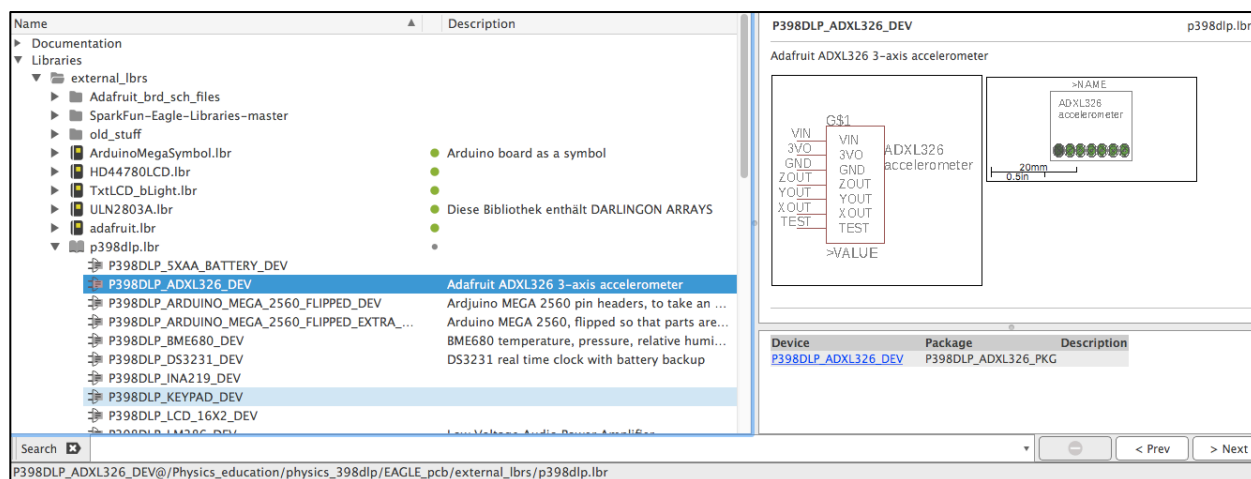 Name Description
Documentation
Libraries
external_lbrs
Adafruit_brd_sch_files
SparkFun-Eagle-Libraries-master
old_stuff
ArduinoMegaSymbol.lbr Arduino board as a symbol
HD44780LCD.lbr
TxtLCD_bLight.lbr
ULN2803A.lbr Diese Bibliothek enthält DARLINGON ARRAYS
adafruit.lbr
p398dlp.lbr
P398DLP_5XAA_BATTERY_DEV
P398DLP_ADXL326_DEV Adafruit ADXL326 3-axis accelerometer
P398DLP_ARDUINO_MEGA_2560_FLIPPED_DEV Ardjuino MEGA 2560 pin headers, to take an ...
P398DLP_ARDUINO_MEGA_2560_FLIPPED_EXTRA_... Arduino MEGA 2560, flipped so that parts are...
P398DLP_BME680_DEV BME680 temperature, pressure, relative humi...
P398DLP_DS3231_DEV DS3231 real time clock with battery backup
P398DLP_INA219_DEV
P398DLP_KEYPAD_DEV
P398DLP_LCD_16X2_DEV
P398DLP_LM386_DEV Low Voltage Audio Power Amplifier
P398DLP_ADXL326_DEV p398dlp.lbr
Adafruit ADXL326 3-axis accelerometer
G$1
VIN VIN
3VO 3VO
GND GND
ZOUT ZOUT
YOUT YOUT
XOUT XOUT
TEST TEST
ADXL326
accelerometer
>VALUE
>NAME
ADXL326
accelerometer
20mm
0.5in
Device Package Description
P398DLP_ADXL326_DEV P398DLP_ADXL326_PKG
Search < Prev > Next
P398DLP_ADXL326_DEV@/Physics_education/physics_398dlp/EAGLE_pcb/external_lbrs/p398dlp.lbr